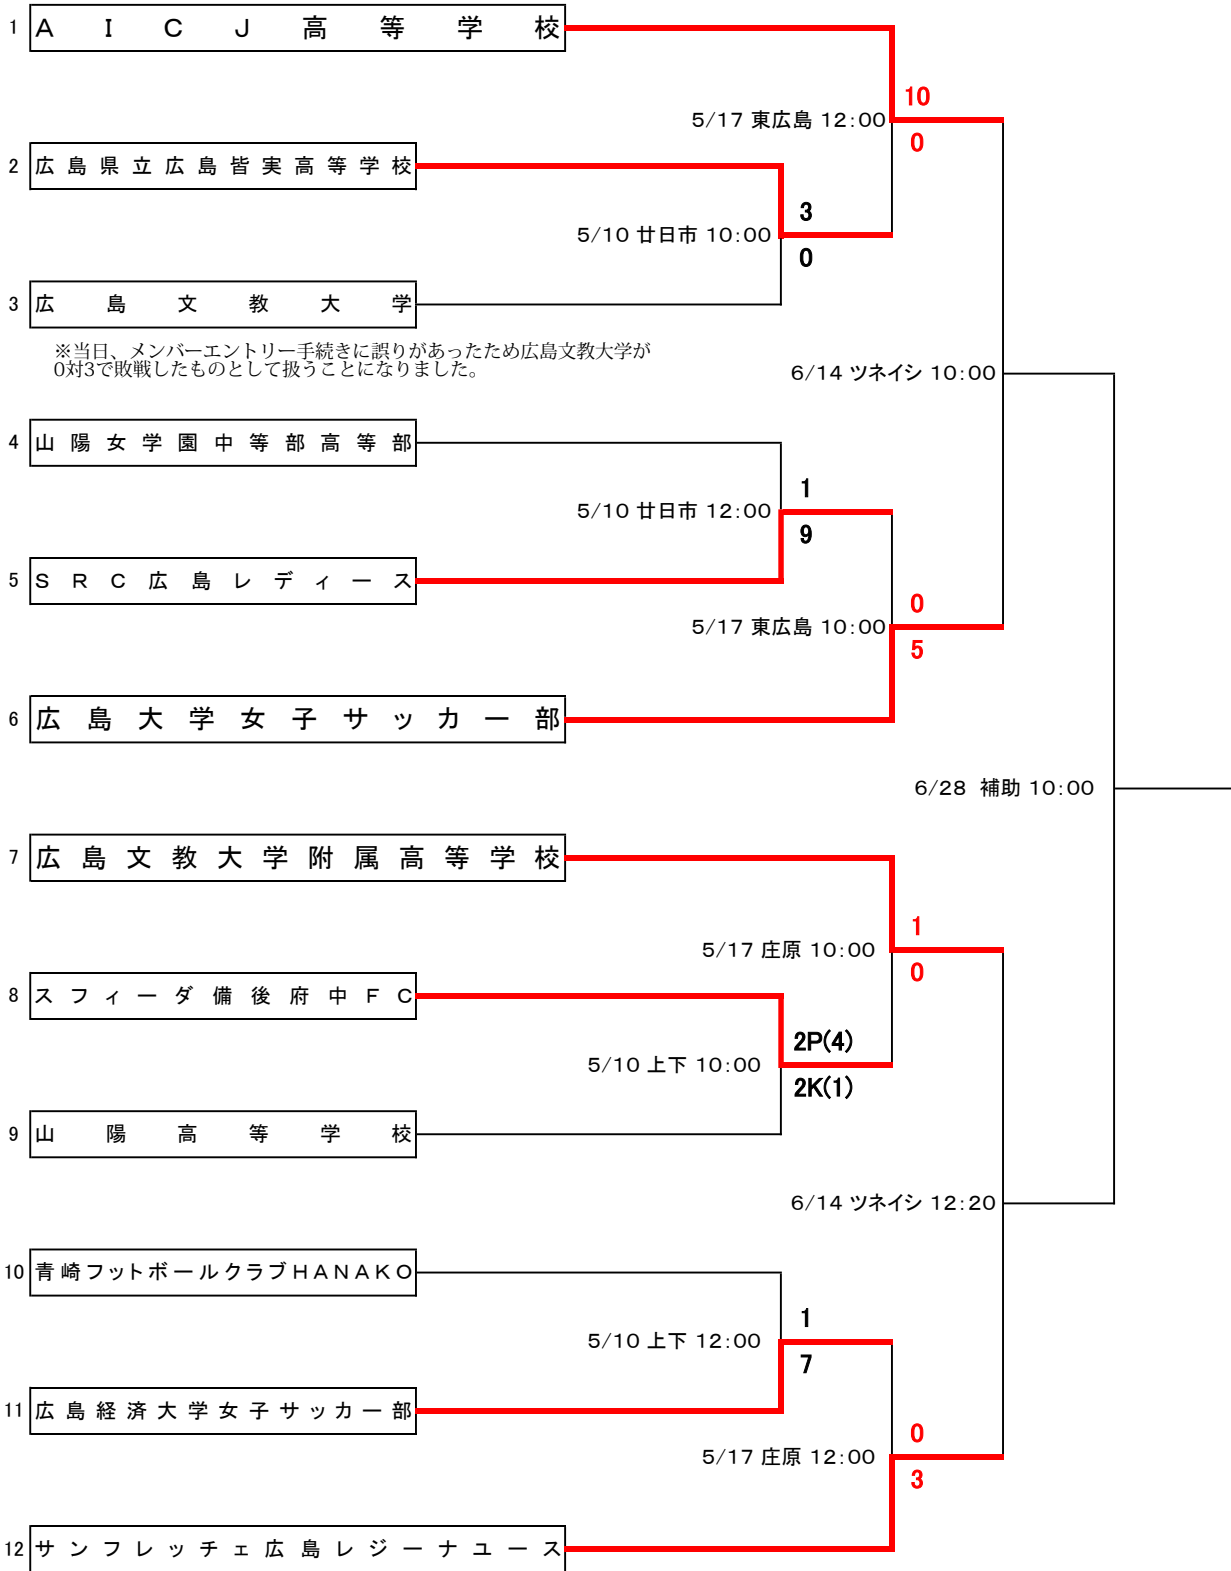 1 AICJ高等学校
10
5/17 東広島 12:00
0
2 広島県立広島皆実高等学校
3
5/10 廿日市 10:00
0
3 広島文教大学
※当日、メンバーエントリー手続きに誤りがあったため広島文教大学が
0対3で敗戦したものとして扱うことになりました。
6/14 ツネイシ 10:00
4 山陽女学園中等部高等部
1
5/10 廿日市 12:00
9
5 SRC広島レディース
0
5/17 東広島 10:00
5
6 広島大学女子サッカー部
6/28 補助 10:00
7 広島文教大学附属高等学校
1
5/17 庄原 10:00
0
8 スフィーダ備後府中FC
2P(4)
5/10 上下 10:00
2K(1)
9 山陽高等学校
6/14 ツネイシ 12:20
10 青崎フットボールクラブHANAKO
1
5/10 上下 12:00
7
11 広島経済大学女子サッカー部
0
5/17 庄原 12:00
3
12 サンフレッチェ広島レジーナユース